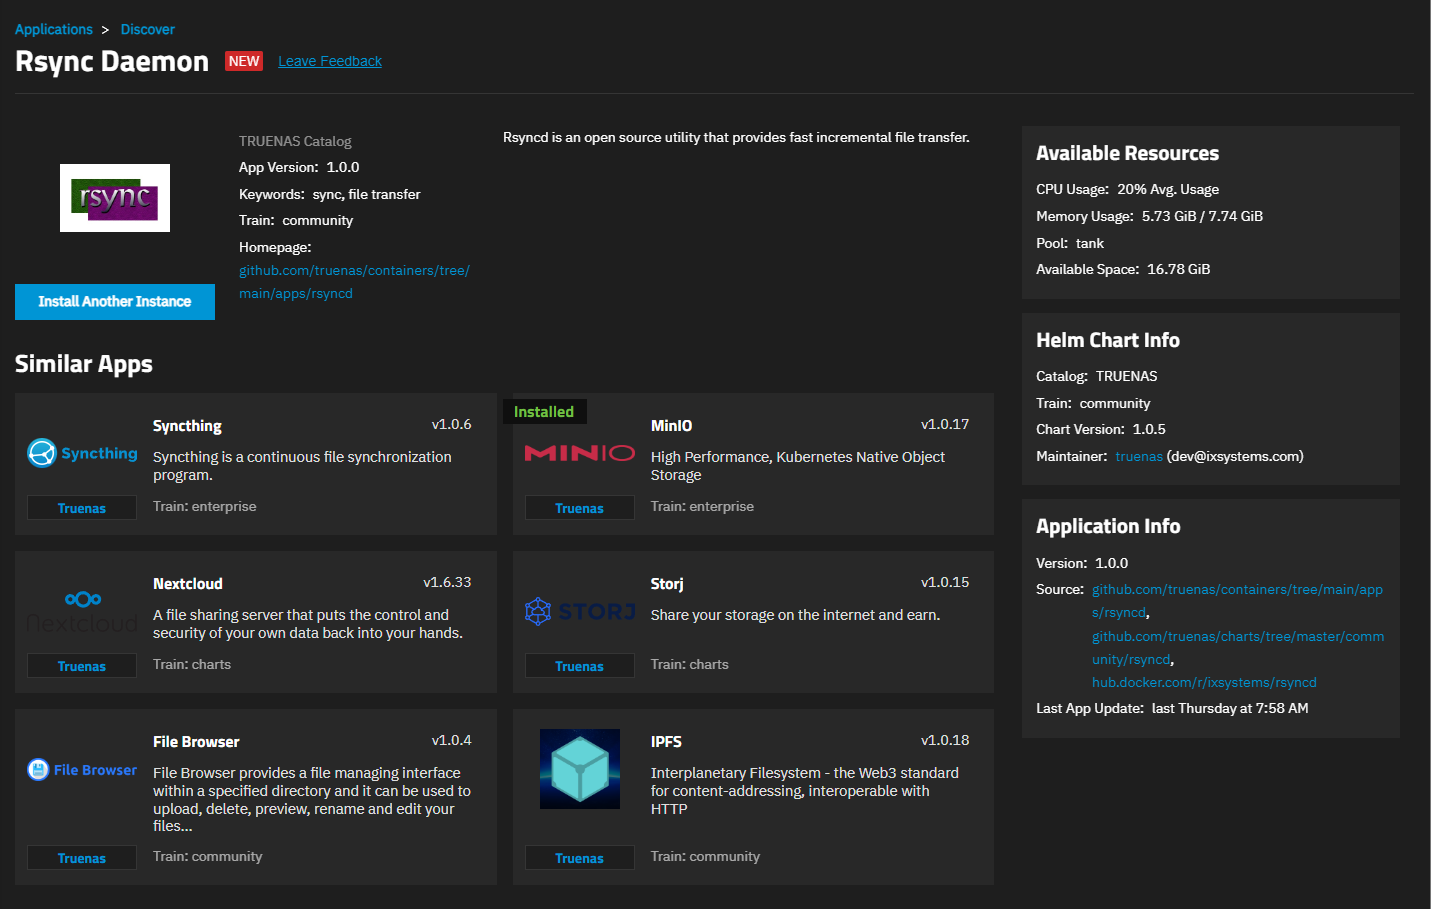 Applications > Discover
Rsync Daemon NEW Leave Feedback
rsync
Install Another Instance
TRUENAS Catalog
App Version: 1.0.0
Keywords: sync, file transfer
Train: community
Homepage:
github.com/truenas/containers/tree/
main/apps/rsyncd
Rsyncd is an open source utility that provides fast incremental file transfer.
Similar Apps
Syncthing
Syncthing v1.0.6
Syncthing is a continuous file synchronization
program.
Truenas
Train: enterprise
Installed
MINIO
MinIO v1.0.17
High Performance, Kubernetes Native Object
Storage
Truenas
Train: enterprise
Nextcloud
Nextcloud v1.6.33
A file sharing server that puts the control and
security of your own data back into your hands.
Truenas
Train: charts
STORJ
Storj v1.0.15
Share your storage on the internet and earn.
Truenas
Train: charts
File Browser
File Browser v1.0.4
File Browser provides a file managing interface
within a specified directory and it can be used to
upload, delete, preview, rename and edit your
files...
Truenas
Train: community
IPFS v1.0.18
Interplanetary Filesystem - the Web3 standard
for content-addressing, interoperable with
HTTP
Truenas
Train: community
Available Resources
CPU Usage: 20% Avg. Usage
Memory Usage: 5.73 GiB / 7.74 GiB
Pool: tank
Available Space: 16.78 GiB
Helm Chart Info
Catalog: TRUENAS
Train: community
Chart Version: 1.0.5
Maintainer: truenas (dev@ixsystems.com)
Application Info
Version: 1.0.0
Source: github.com/truenas/containers/tree/main/app
s/rsyncd,
github.com/truenas/charts/tree/master/comm
unity/rsyncd,
hub.docker.com/r/ixsystems/rsyncd
Last App Update: last Thursday at 7:58 AM